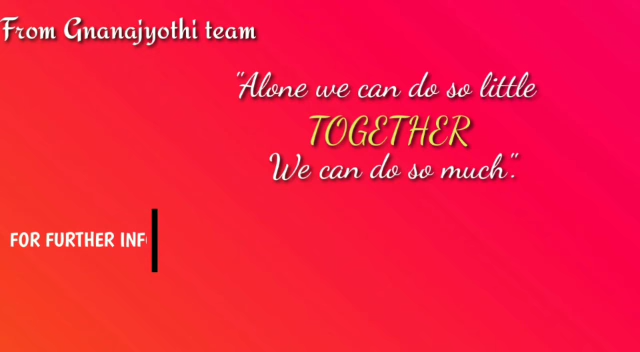 From Gnanajyothi team
"Alone we can do so little
TOGETHER
We can do so much".
FOR FURTHER